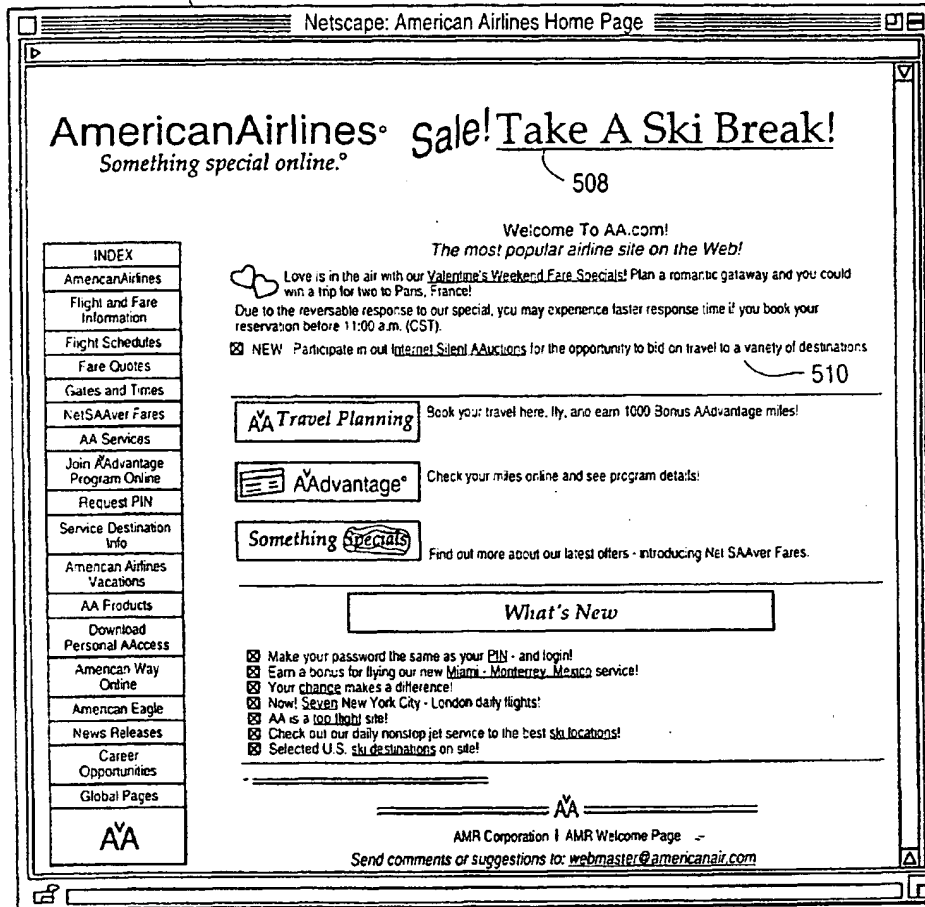 Netscape: American Airlines Home Page
AmericanAirlines®
Something special online.®
Sale! Take A Ski Break!
508
Welcome To AA.com!
The most popular airline site on the Web!
Love is in the air with our Valentine's Weekend Fare Specials! Plan a romantic gataway and you could
win a trip for two to Paris, France!
Due to the reversable response to our special, you may experience faster response time if you book your
reservation before 11:00 a.m. (CST).
NEW Participate in out Internet Silent AAuctions for the opportunity to bid on travel to a variety of destinations
510
INDEX
AmericanAirlines
Flight and Fare
Information
Flight Schedules
Fare Quotes
Gates and Times
NetSAAver Fares
AA Services
Join AAdvantage
Program Online
Request PIN
Service Destination
Info
American Airlines
Vacations
AA Products
Download
Personal AAccess
American Way
Online
American Eagle
News Releases
Career
Opportunities
Global Pages
AA
AA Travel Planning
Book your travel here, fly, and earn 1000 Bonus AAdvantage miles!
AAdvantage®
Check your miles online and see program details!
Something Specials
Find out more about our latest offers - introducing Net SAAver Fares.
What's New
Make your password the same as your PIN - and login!
Earn a bonus for flying our new Miami - Monterrey, Mexico service!
Your chance makes a difference!
Now! Seven New York City - London daily flights!
AA is a top flight site!
Check out our daily nonstop jet service to the best ski locations!
Selected U.S. ski destinations on site!
AA
AMR Corporation | AMR Welcome Page
Send comments or suggestions to: webmaster@americanair.com